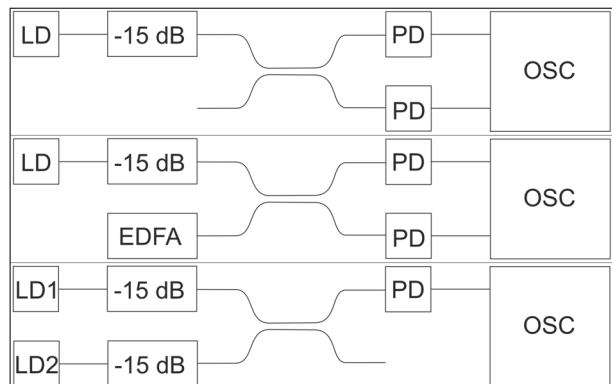 LD -15 dB PD
OSC
PD
LD -15 dB PD
OSC
EDFA PD
LD1 -15 dB PD
OSC
LD2 -15 dB